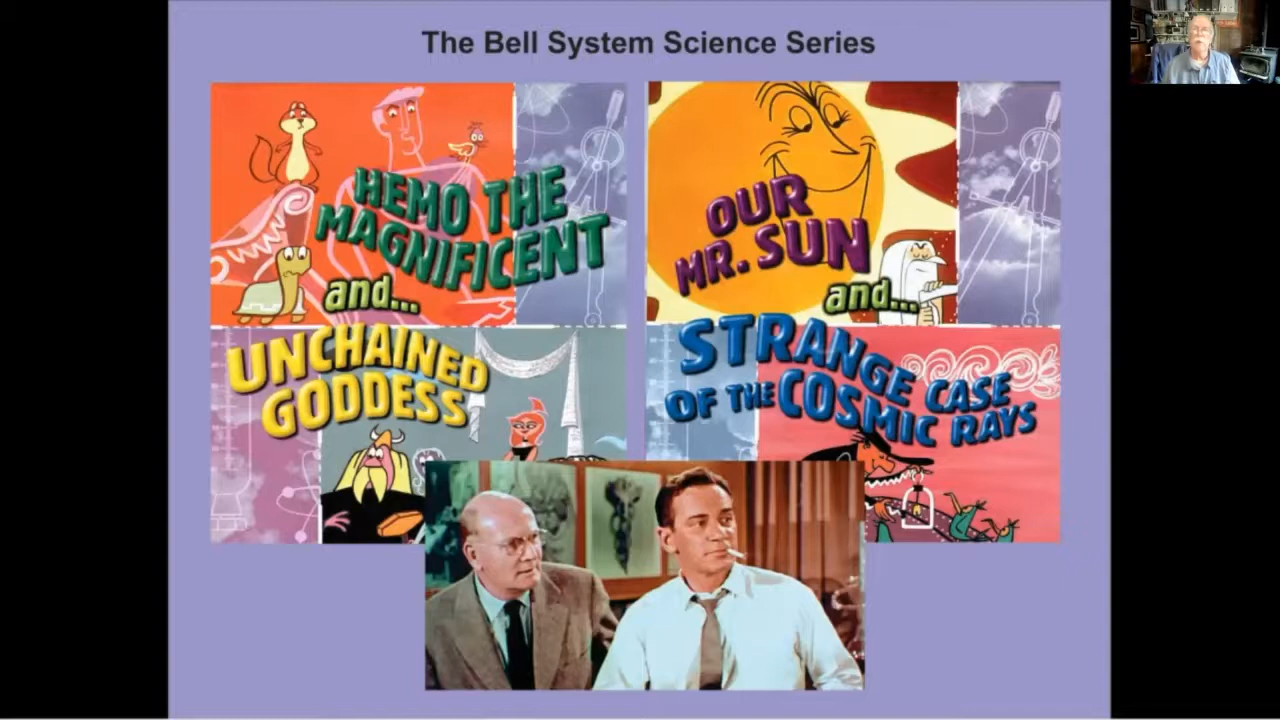 The Bell System Science Series
HEMO THE
MAGNIFICENT
and...
UNCHAINED
GODDESS
OUR
MR. SUN
and...
STRANGE CASE
OF THE COSMIC RAYS